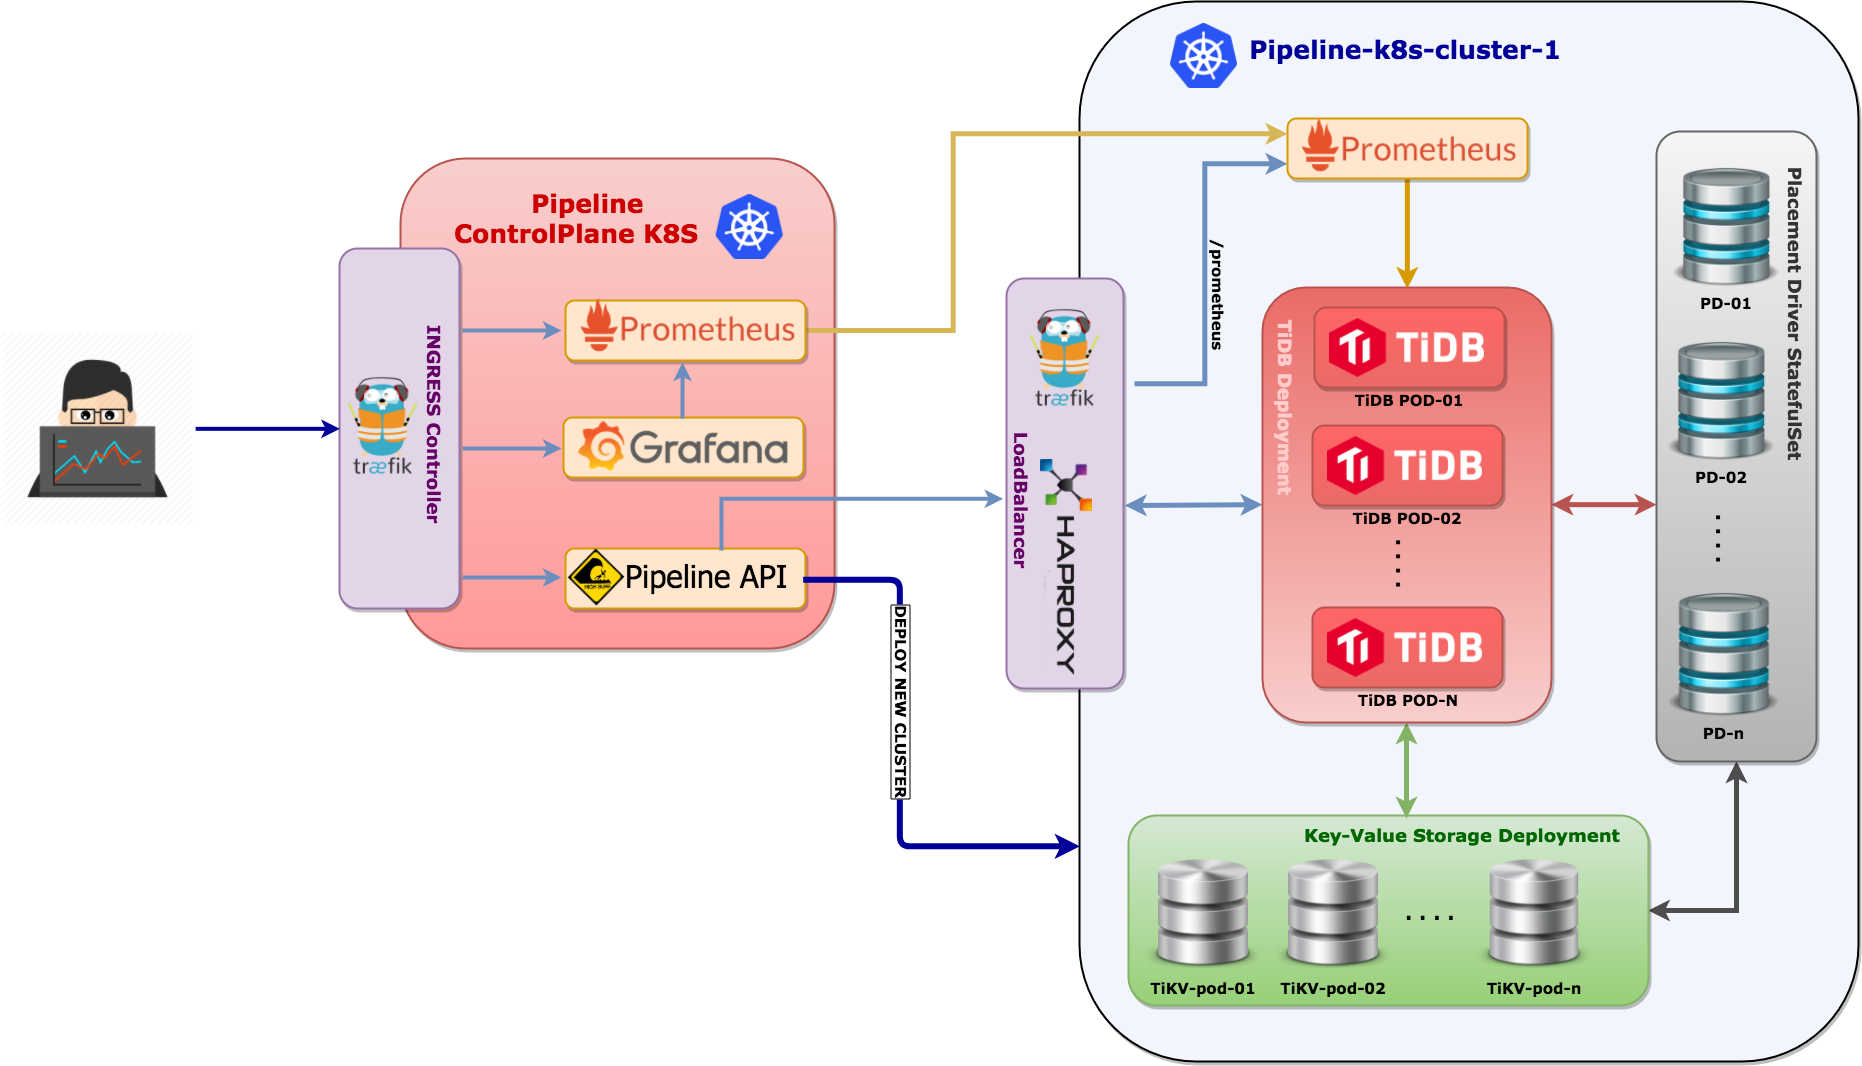 Pipeline-k8s-cluster-1
Pipeline
ControlPlane K8S
INGRESS Controller
træfik
Prometheus
Grafana
HIGH SURF
Pipeline API
DEPLOY NEW CLUSTER
træfik
LoadBalancer
HAPROXY
/prometheus
Prometheus
TiDB Deployment
TiDB
TiDB POD-01
TiDB
TiDB POD-02
TiDB
TiDB POD-N
Placement Driver StatefulSet
PD-01
PD-02
PD-n
Key-Value Storage Deployment
TiKV-pod-01
TiKV-pod-02
....
TiKV-pod-n